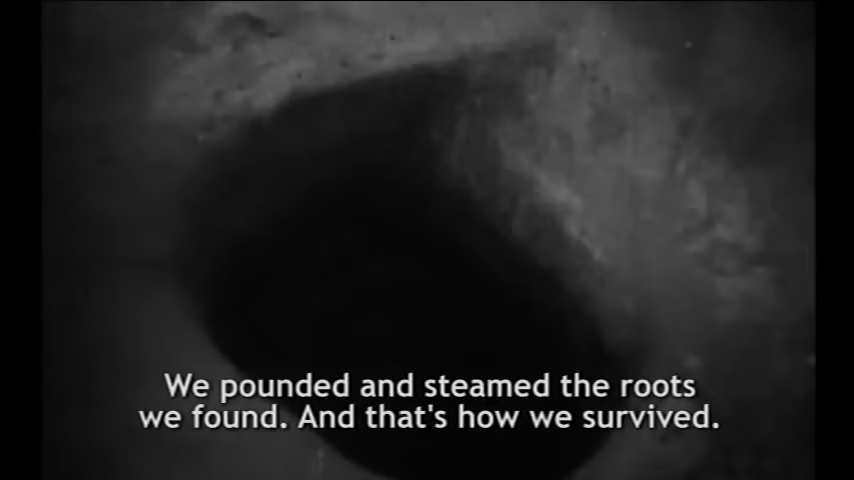 We pounded and steamed the roots
we found. And that's how we survived.